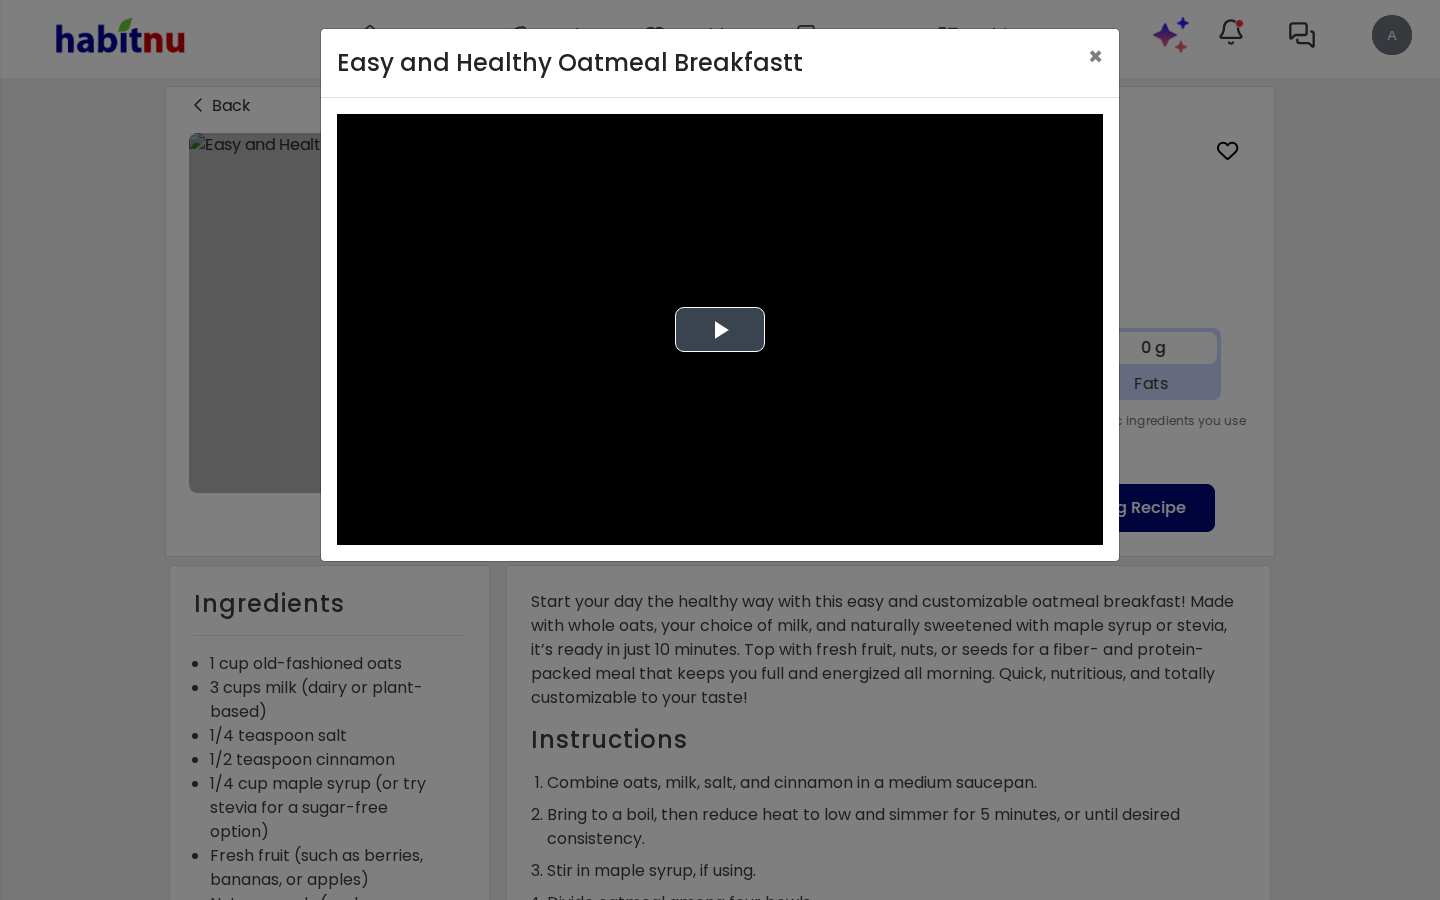 habitnu
A
Easy and Healthy Oatmeal Breakfastt
×
Back
Easy and Healt
0 g
Fats
ingredients you use
g Recipe
Ingredients
1 cup old-fashioned oats
3 cups milk (dairy or plant-
based)
1/4 teaspoon salt
1/2 teaspoon cinnamon
1/4 cup maple syrup (or try
stevia for a sugar-free
option)
Fresh fruit (such as berries,
bananas, or apples)
Start your day the healthy way with this easy and customizable oatmeal breakfast! Made
with whole oats, your choice of milk, and naturally sweetened with maple syrup or stevia,
it’s ready in just 10 minutes. Top with fresh fruit, nuts, or seeds for a fiber- and protein-
packed meal that keeps you full and energized all morning. Quick, nutritious, and totally
customizable to your taste!
Instructions
1. Combine oats, milk, salt, and cinnamon in a medium saucepan.
2. Bring to a boil, then reduce heat to low and simmer for 5 minutes, or until desired
consistency.
3. Stir in maple syrup, if using.
4. Divide oatmeal among four bowls.